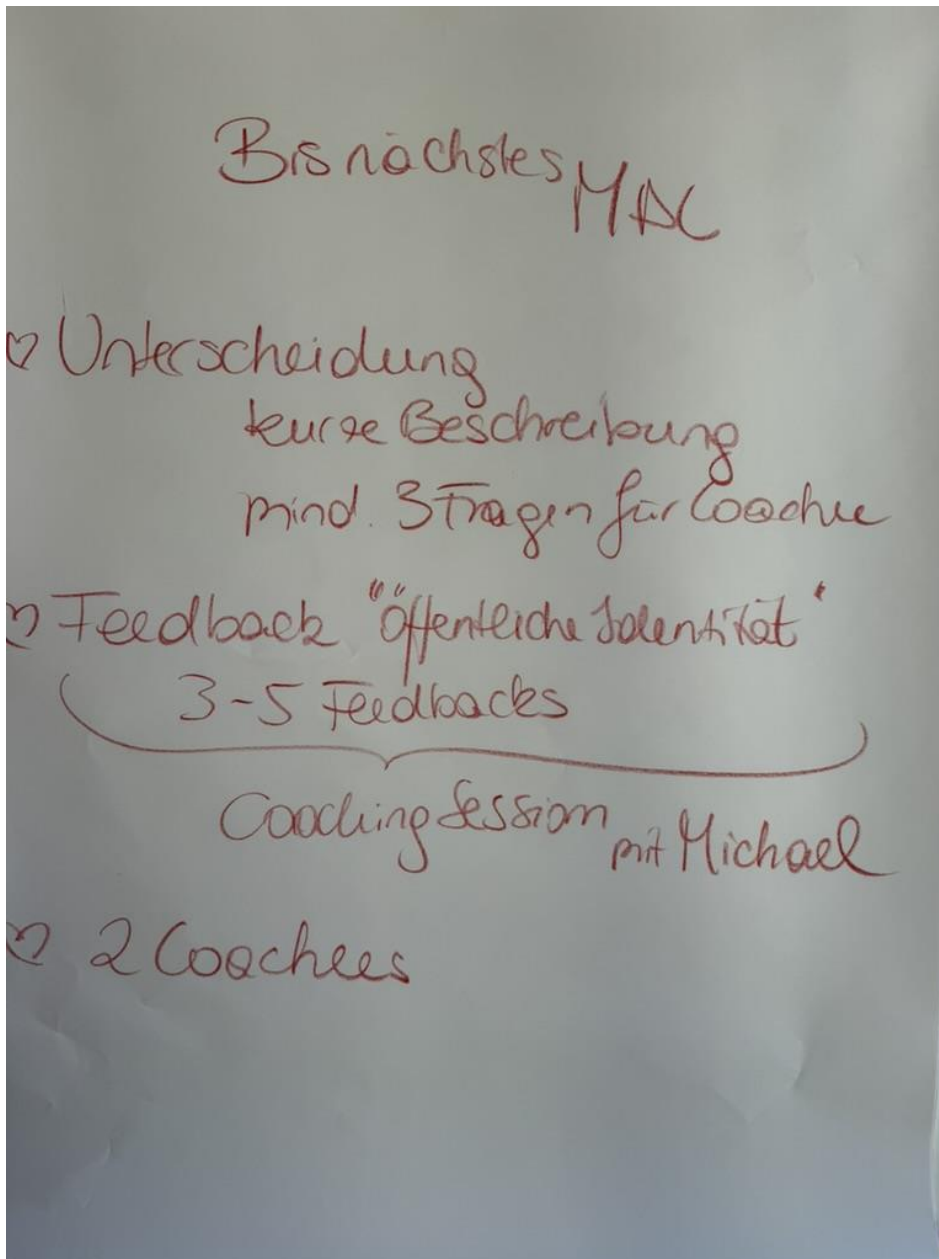 Bis nächstes MAL
Unterscheidung
kurze Beschreibung
mind. 3 Fragen für Coachee
Feedback "öffentliche Identität"
3-5 Feedbacks
Coaching Session mit Michael
2 Coachees